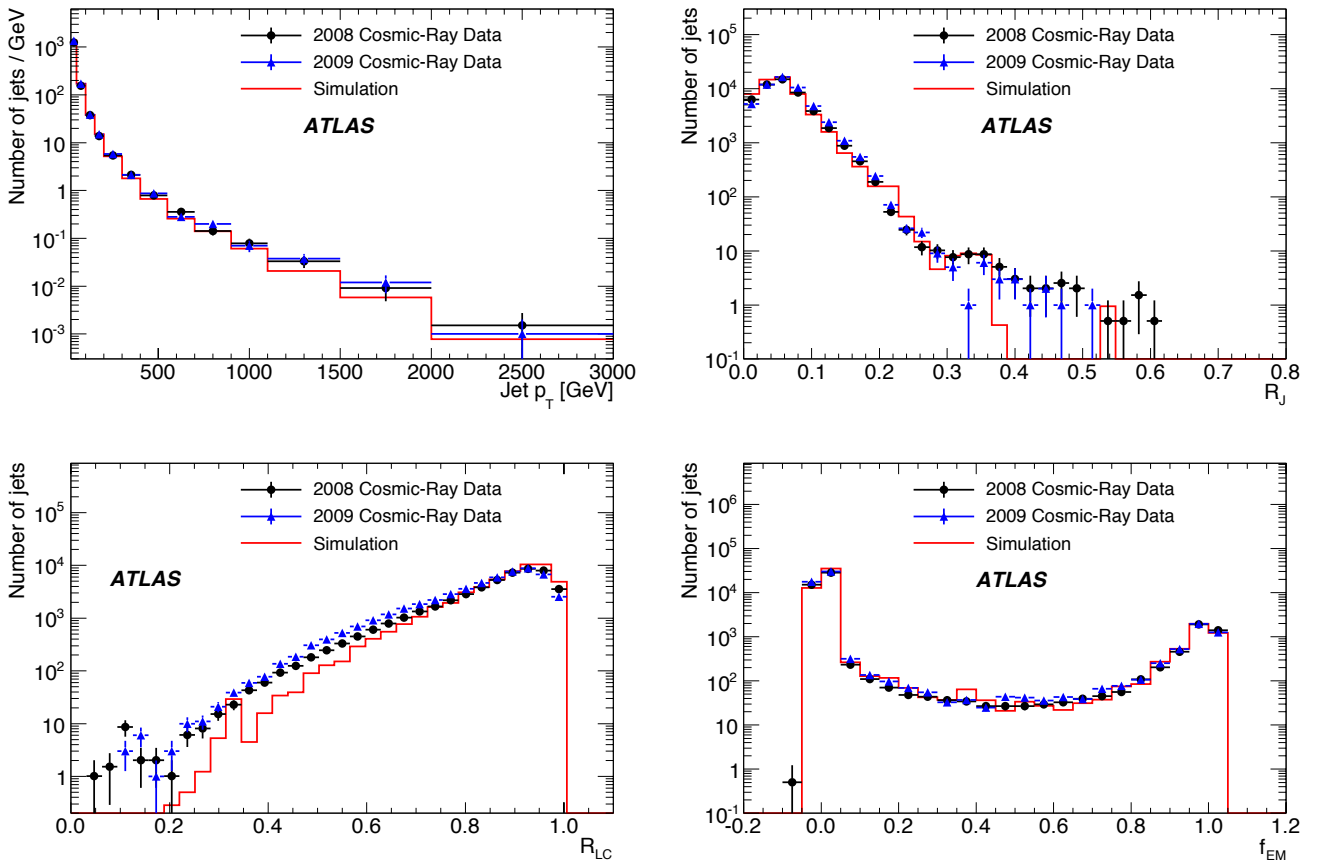 Number of jets / GeV
10³
10²
10
1
10⁻¹
10⁻²
10⁻³
2008 Cosmic-Ray Data
2009 Cosmic-Ray Data
Simulation
ATLAS
500 1000 1500 2000 2500 3000
Jet p_T [GeV]
Number of jets
10⁵
10⁴
10³
10²
10
1
10⁻¹
2008 Cosmic-Ray Data
2009 Cosmic-Ray Data
Simulation
ATLAS
0.0 0.1 0.2 0.3 0.4 0.5 0.6 0.7 0.8
R_J
Number of jets
10⁵
10⁴
10³
10²
10
1
2008 Cosmic-Ray Data
2009 Cosmic-Ray Data
Simulation
ATLAS
0.0 0.2 0.4 0.6 0.8 1.0
R_LC
Number of jets
10⁶
10⁵
10⁴
10³
10²
10
1
10⁻¹
2008 Cosmic-Ray Data
2009 Cosmic-Ray Data
Simulation
ATLAS
-0.2 0.0 0.2 0.4 0.6 0.8 1.0 1.2
f_EM